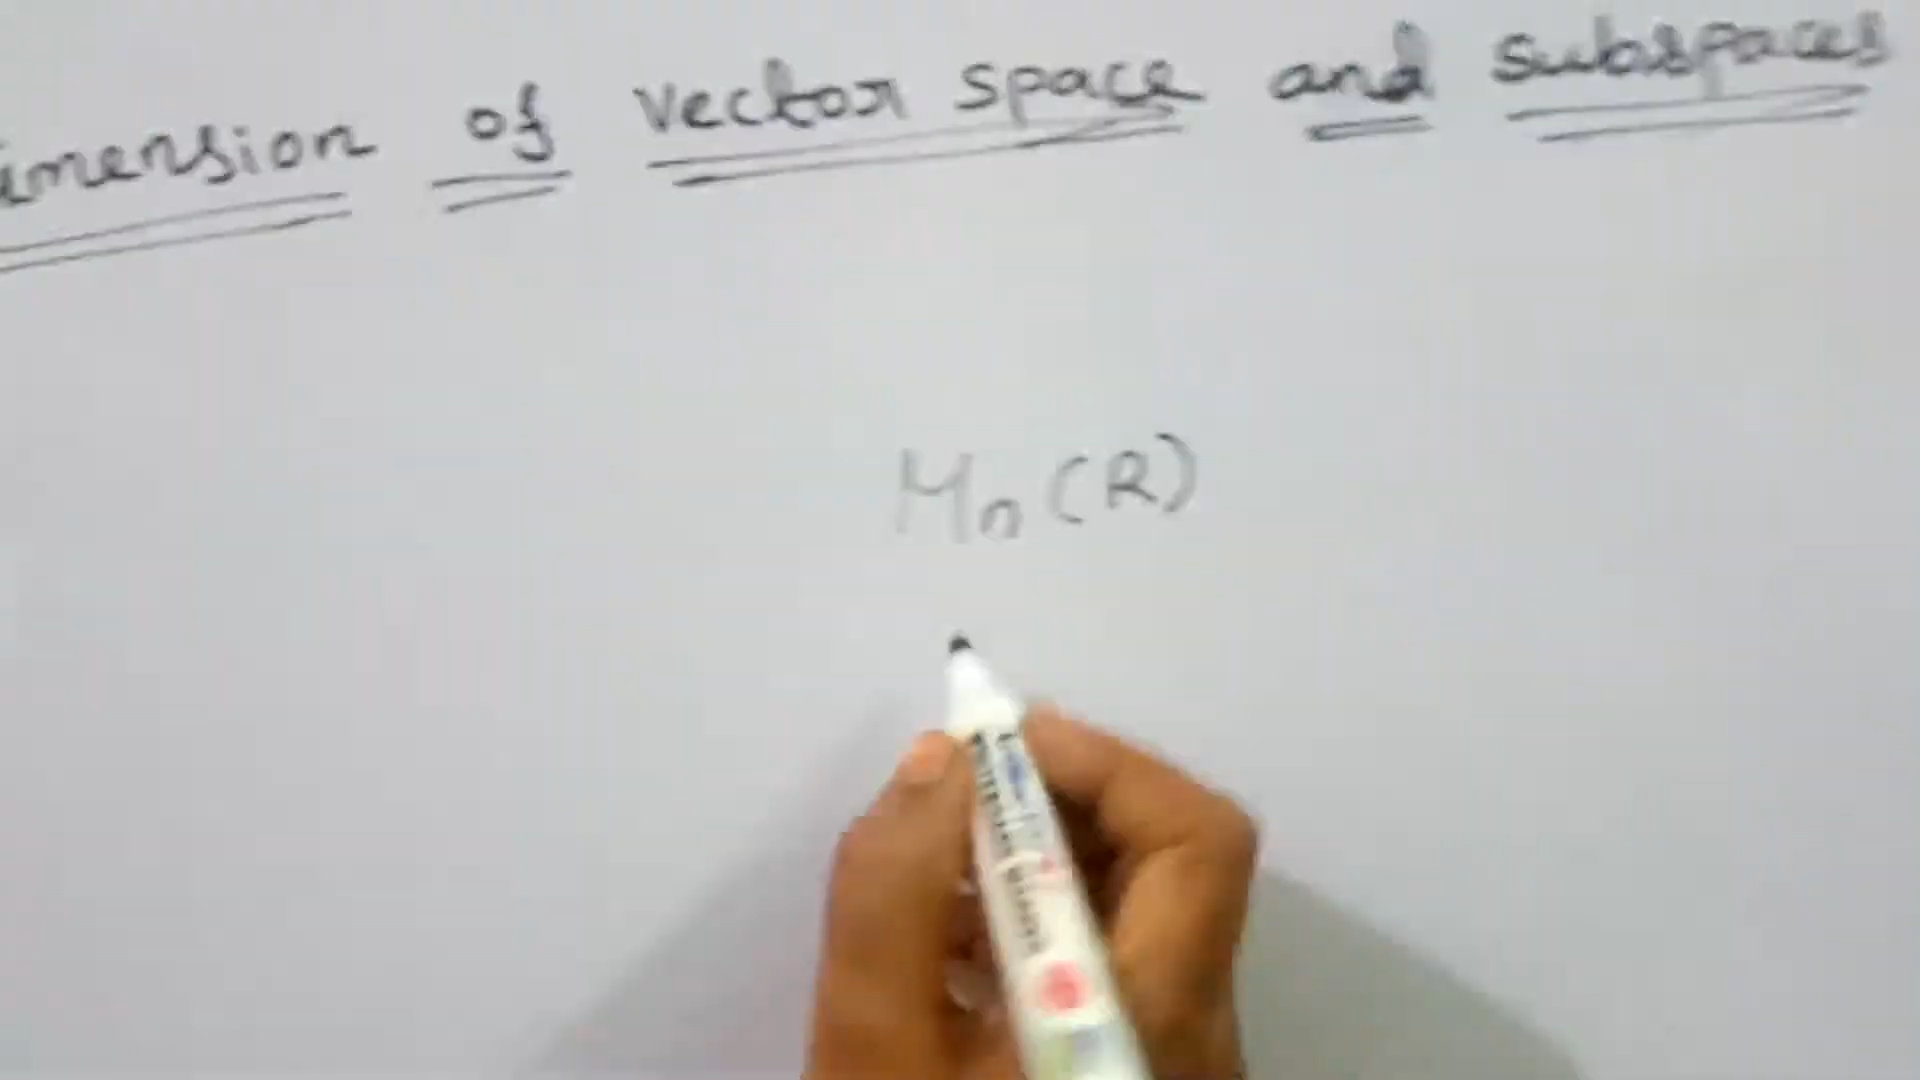 imension of vector space and subspaces
Mn (R)